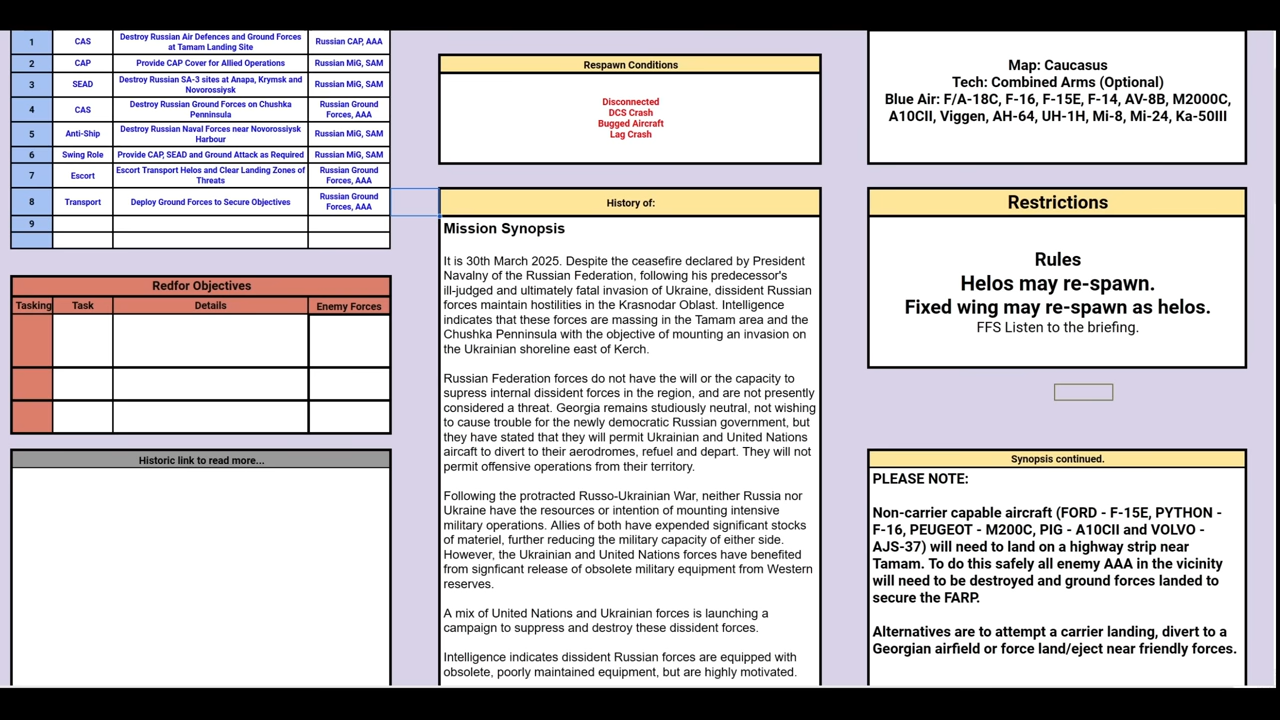 1 CAS Destroy Russian Air Defences and Ground Forces Russian CAP, AAA
at Tamam Landing Site
2 CAP Provide CAP Cover for Allied Operations Russian MiG, SAM
3 SEAD Destroy Russian SA-3 sites at Anapa, Krymsk and Russian MiG, SAM
Novorossiysk
4 CAS Destroy Russian Ground Forces on Chushka Russian Ground
Peninsula Forces, AAA
5 Anti-Ship Destroy Russian Naval Forces near Novorossiysk Russian MiG, SAM
Harbour
6 Swing Role Provide CAP, SEAD and Ground Attack as Required Russian MiG, SAM
7 Escort Escort Transport Helos and Clear Landing Zones of Russian Ground
Threats Forces, AAA
8 Transport Deploy Ground Forces to Secure Objectives Russian Ground
Forces, AAA
9
Redfor Objectives
Tasking Task Details Enemy Forces
Historic link to read more...
Respawn Conditions
Disconnected
DCS Crash
Bugged Aircraft
Lag Crash
History of:
Mission Synopsis
It is 30th March 2025. Despite the ceasefire declared by President
Navalny of the Russian Federation, following his predecessor's
ill-judged and ultimately fatal invasion of Ukraine, dissident Russian
forces maintain hostilities in the Krasnodar Oblast. Intelligence
indicates that these forces are massing in the Tamam area and the
Chushka Penninsula with the objective of mounting an invasion on
the Ukrainian shoreline east of Kerch.
Russian Federation forces do not have the will or the capacity to
supress internal dissident forces in the region, and are not presently
considered a threat. Georgia remains studiously neutral, not wishing
to cause trouble for the newly democratic Russian government, but
they have stated that they will permit Ukrainian and United Nations
aircaft to divert to their aerodromes, refuel and depart. They will not
permit offensive operations from their territory.
Following the protracted Russo-Ukrainian War, neither Russia nor
Ukraine have the resources or intention of mounting intensive
military operations. Allies of both have expended significant stocks
of materiel, further reducing the military capacity of either side.
However, the Ukrainian and United Nations forces have benefited
from signficant release of obsolete military equipment from Western
reserves.
A mix of United Nations and Ukrainian forces is launching a
campaign to suppress and destroy these dissident forces.
Intelligence indicates dissident Russian forces are equipped with
obsolete, poorly maintained equipment, but are highly motivated.
Map: Caucasus
Tech: Combined Arms (Optional)
Blue Air: F/A-18C, F-16, F-15E, F-14, AV-8B, M2000C,
A10CII, Viggen, AH-64, UH-1H, Mi-8, Mi-24, Ka-50III
Restrictions
Rules
Helos may re-spawn.
Fixed wing may re-spawn as helos.
FFS Listen to the briefing.
Synopsis continued.
PLEASE NOTE:
Non-carrier capable aircraft (FORD - F-15E, PYTHON -
F-16, PEUGEOT - M200C, PIG - A10CII and VOLVO -
AJS-37) will need to land on a highway strip near
Tamam. To do this safely all enemy AAA in the vicinity
will need to be destroyed and ground forces landed to
secure the FARP.
Alternatives are to attempt a carrier landing, divert to a
Georgian airfield or force land/eject near friendly forces.